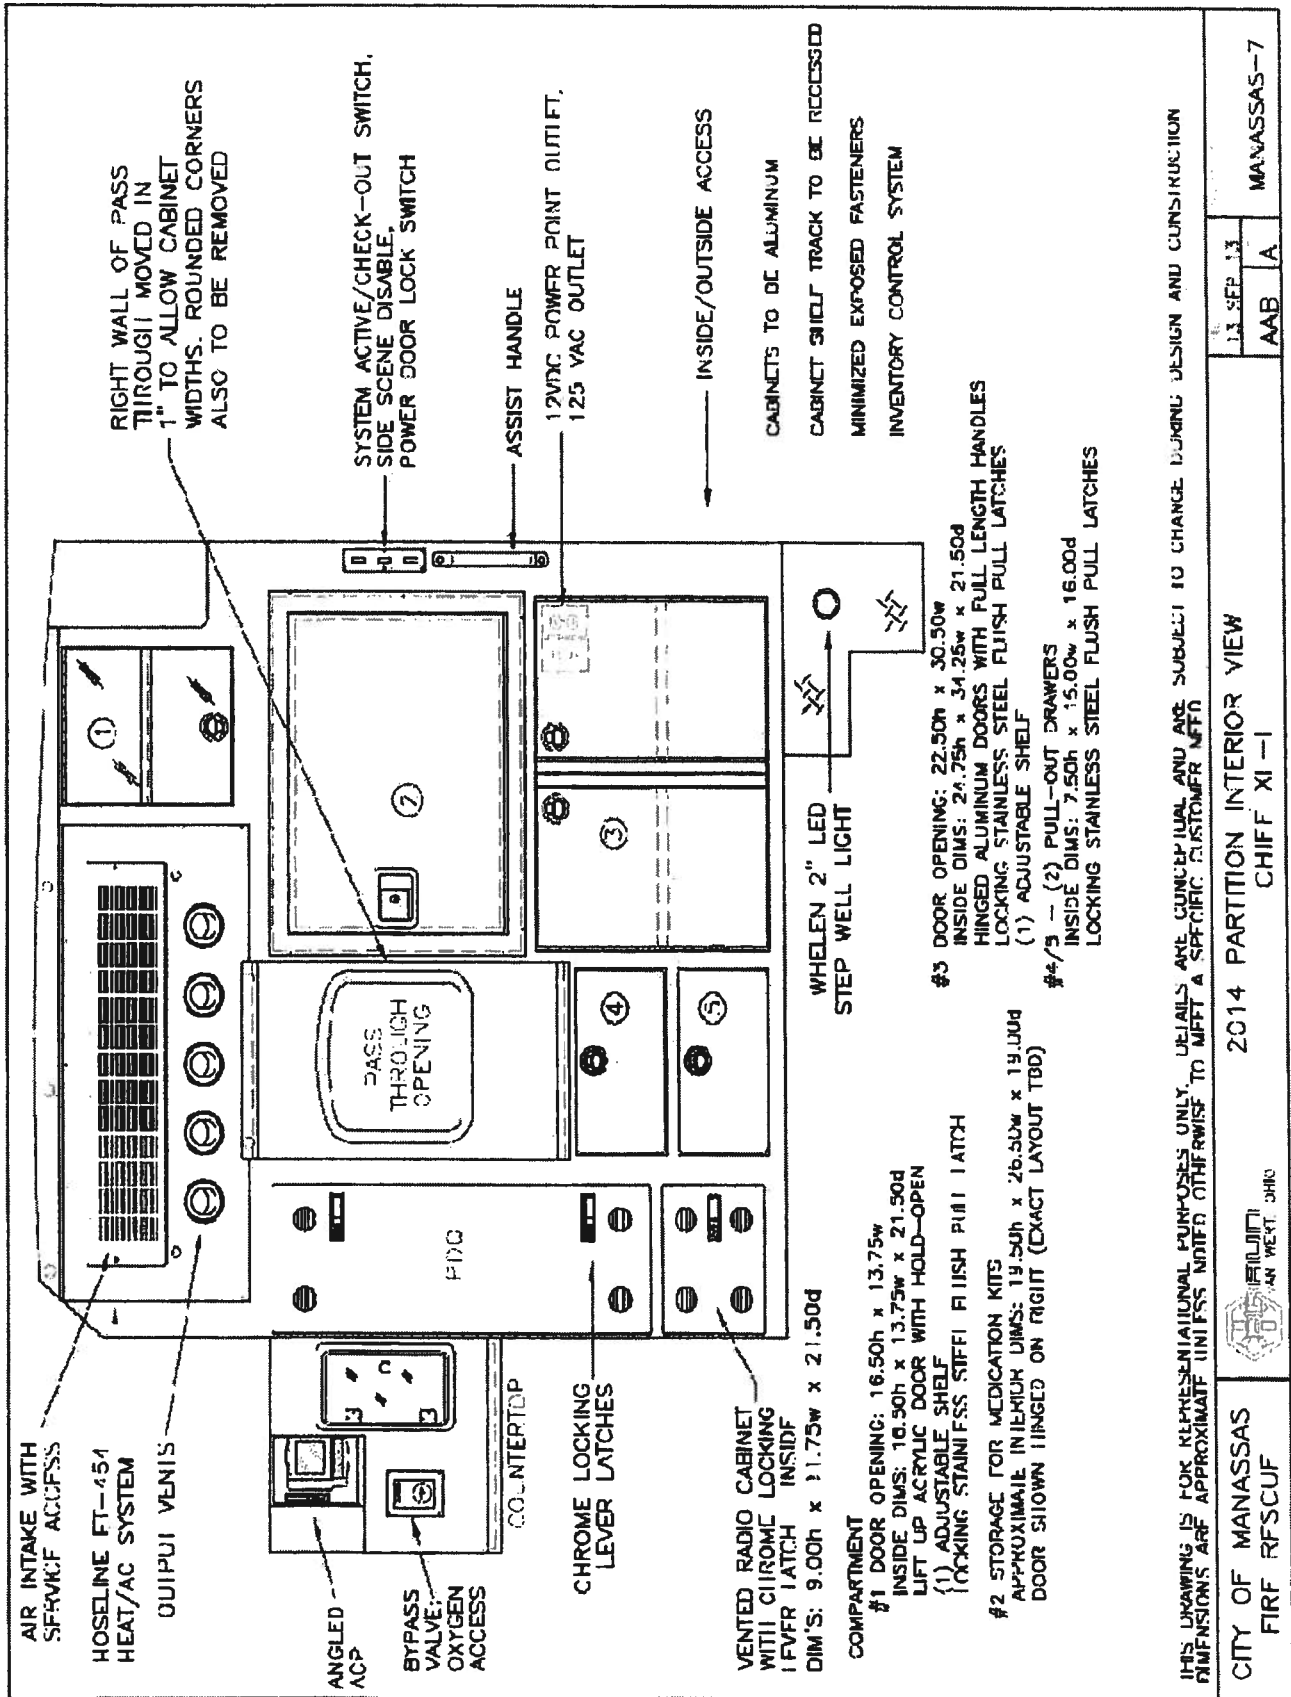 AIR INTAKE WITH
SERVICE ACCESS
HOSELINE FT-454
HEAT/AC SYSTEM
OUTPUT VENTS
ANGLED
ACP
BYPASS
VALVE,
OXYGEN
ACCESS
COUNTERTOP
CHROME LOCKING
LEVER LATCHES
VENTED RADIO CABINET
WITH CHROME LOCKING
LEVER LATCH INSIDE
DIM'S: 9.00h x 11.75w x 21.50d
PDC
PASS
THROUGH
OPENING
1
2
3
4
5
RIGHT WALL OF PASS
THROUGH MOVED IN
1" TO ALLOW CABINET
WIDTHS. ROUNDED CORNERS
ALSO TO BE REMOVED
SYSTEM ACTIVE/CHECK-OUT SWITCH,
SIDE SCENE DISABLE,
POWER DOOR LOCK SWITCH
ASSIST HANDLE
12VDC POWER POINT OUTLET,
125 VAC OUTLET
INSIDE/OUTSIDE ACCESS
WHELEN 2" LED
STEP WELL LIGHT
CABINETS TO BE ALUMINUM
CABINET SHELF TRACK TO BE RECESSED
MINIMIZED EXPOSED FASTENERS
INVENTORY CONTROL SYSTEM
COMPARTMENT
#1 DOOR OPENING: 16.50h x 13.75w
INSIDE DIMS: 16.50h x 13.75w x 21.50d
LIFT UP ACRYLIC DOOR WITH HOLD-OPEN
(1) ADJUSTABLE SHELF
LOCKING STAINLESS STEEL FLUSH PULL LATCH
#2 STORAGE FOR MEDICATION KITS
APPROXIMATE INTERIOR DIMS: 19.50h x 26.50w x 19.00d
DOOR SHOWN HINGED ON RIGHT (EXACT LAYOUT TBD)
#3 DOOR OPENING: 22.50h x 30.50w
INSIDE DIMS: 24.75h x 34.25w x 21.50d
HINGED ALUMINUM DOORS WITH FULL LENGTH HANDLES
LOCKING STAINLESS STEEL FLUSH PULL LATCHES
(1) ADJUSTABLE SHELF
#4/5 -- (2) PULL-OUT DRAWERS
INSIDE DIMS: 7.50h x 15.00w x 16.00d
LOCKING STAINLESS STEEL FLUSH PULL LATCHES
THIS DRAWING IS FOR REPRESENTATIONAL PURPOSES ONLY. DETAILS ARE CONCEPTUAL AND ARE SUBJECT TO CHANGE DURING DESIGN AND CONSTRUCTION
DIMENSIONS ARE APPROXIMATE UNLESS NOTED OTHERWISE TO MEET A SPECIFIC CUSTOMER NEED
CITY OF MANASSAS
FIRE RESCUE
VAN WERT, OHIO
2014 PARTITION INTERIOR VIEW
CHIEF XL-I
13 SEP 13
AAB
A
MANASSAS-7